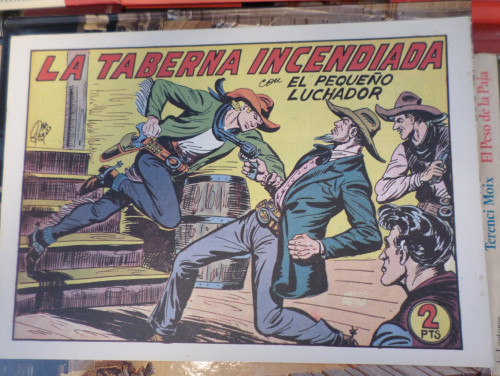 LA TABERNA INCENDIADA
con EL PEQUEÑO
LUCHADOR
2
PTS
Terenci Moix
El Peso de la Paja